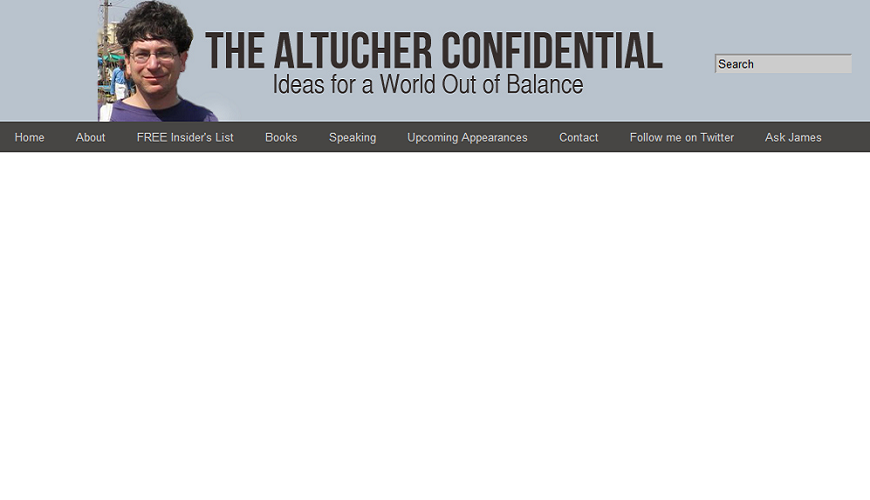 THE ALTUCHER CONFIDENTIAL
Ideas for a World Out of Balance
Search
Home About FREE Insider's List Books Speaking Upcoming Appearances Contact Follow me on Twitter Ask James